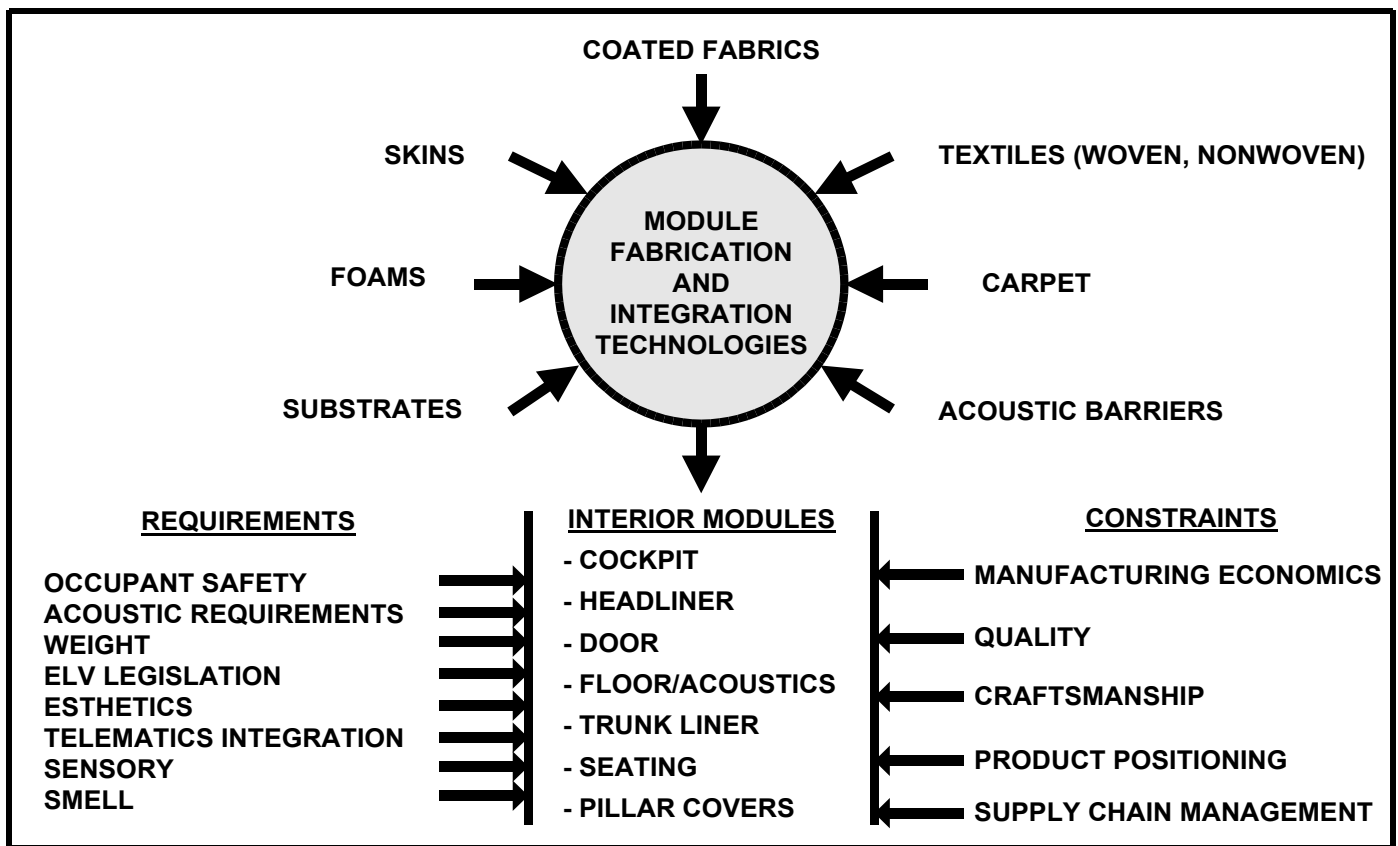 COATED FABRICS
SKINS
TEXTILES (WOVEN, NONWOVEN)
MODULE
FABRICATION
AND
INTEGRATION
TECHNOLOGIES
FOAMS
CARPET
SUBSTRATES
ACOUSTIC BARRIERS
REQUIREMENTS
OCCUPANT SAFETY
ACOUSTIC REQUIREMENTS
WEIGHT
ELV LEGISLATION
ESTHETICS
TELEMATICS INTEGRATION
SENSORY
SMELL
INTERIOR MODULES
- COCKPIT
- HEADLINER
- DOOR
- FLOOR/ACOUSTICS
- TRUNK LINER
- SEATING
- PILLAR COVERS
CONSTRAINTS
MANUFACTURING ECONOMICS
QUALITY
CRAFTSMANSHIP
PRODUCT POSITIONING
SUPPLY CHAIN MANAGEMENT